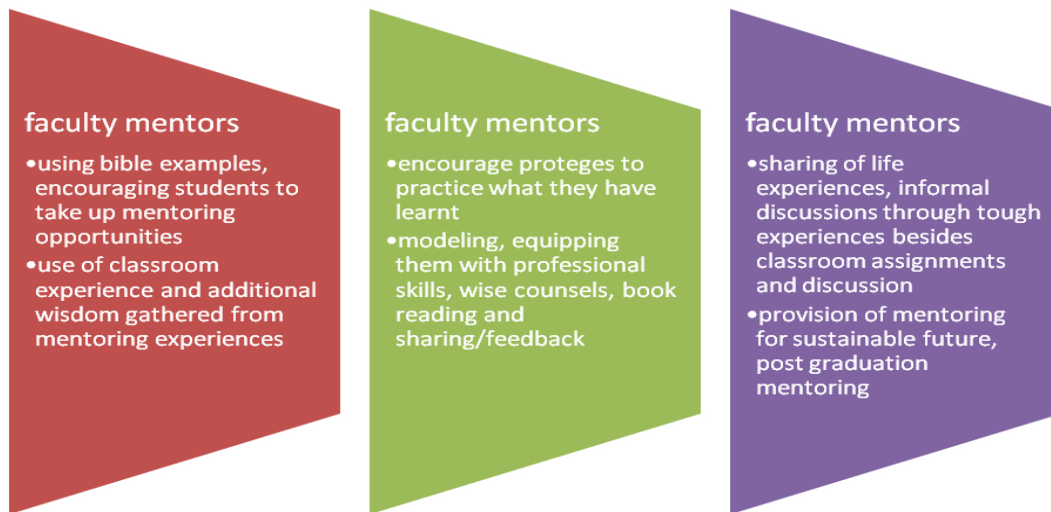 faculty mentors
•using bible examples,
encouraging students to
take up mentoring
opportunities
•use of classroom
experience and additional
wisdom gathered from
mentoring experiences
faculty mentors
•encourage proteges to
practice what they have
learnt
•modeling, equipping
them with professional
skills, wise counsels, book
reading and
sharing/feedback
faculty mentors
•sharing of life
experiences, informal
discussions through tough
experiences besides
classroom assignments
and discussion
•provision of mentoring
for sustainable future,
post graduation
mentoring